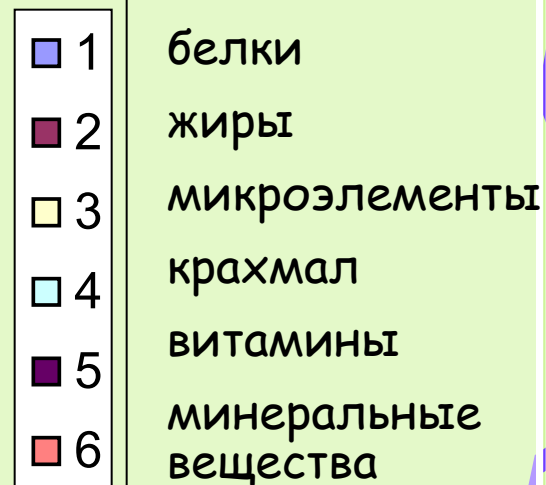 1 белки
2 жиры
3 микроэлементы
4 крахмал
5 витамины
6 минеральные
вещества